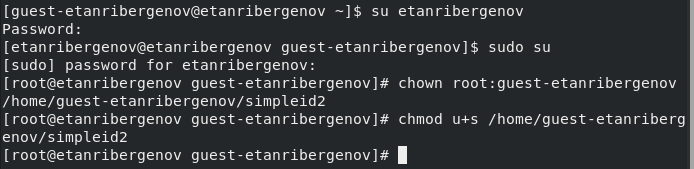 [guest-etanribergenov@etanribergenov ~]$ su etanribergenov
Password:
[etanribergenov@etanribergenov guest-etanribergenov]$ sudo su
[sudo] password for etanribergenov:
[root@etanribergenov guest-etanribergenov]# chown root:guest-etanribergenov
/home/guest-etanribergenov/simpleid2
[root@etanribergenov guest-etanribergenov]# chmod u+s /home/guest-etanriberg
enov/simpleid2
[root@etanribergenov guest-etanribergenov]#